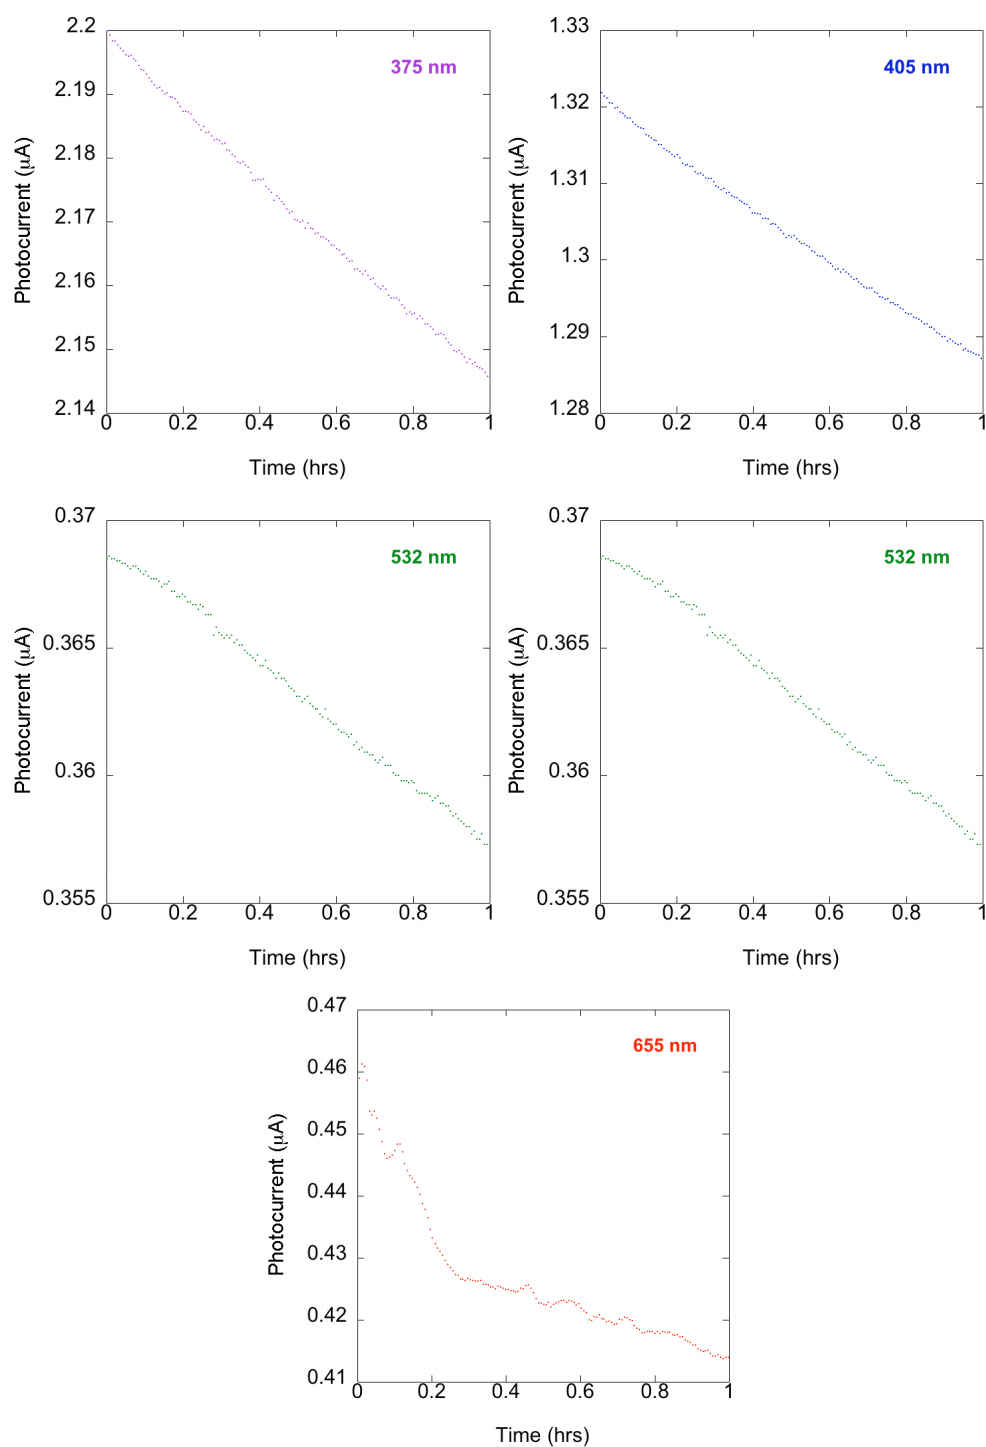 2.2
2.19
2.18
2.17
2.16
2.15
2.14
Photocurrent (μA)
375 nm
0 0.2 0.4 0.6 0.8 1
Time (hrs)
1.33
1.32
1.31
1.3
1.29
1.28
Photocurrent (μA)
405 nm
0 0.2 0.4 0.6 0.8 1
Time (hrs)
0.37
0.365
0.36
0.355
Photocurrent (μA)
532 nm
0 0.2 0.4 0.6 0.8 1
Time (hrs)
0.37
0.365
0.36
0.355
Photocurrent (μA)
532 nm
0 0.2 0.4 0.6 0.8 1
Time (hrs)
0.47
0.46
0.45
0.44
0.43
0.42
0.41
Photocurrent (μA)
655 nm
0 0.2 0.4 0.6 0.8 1
Time (hrs)